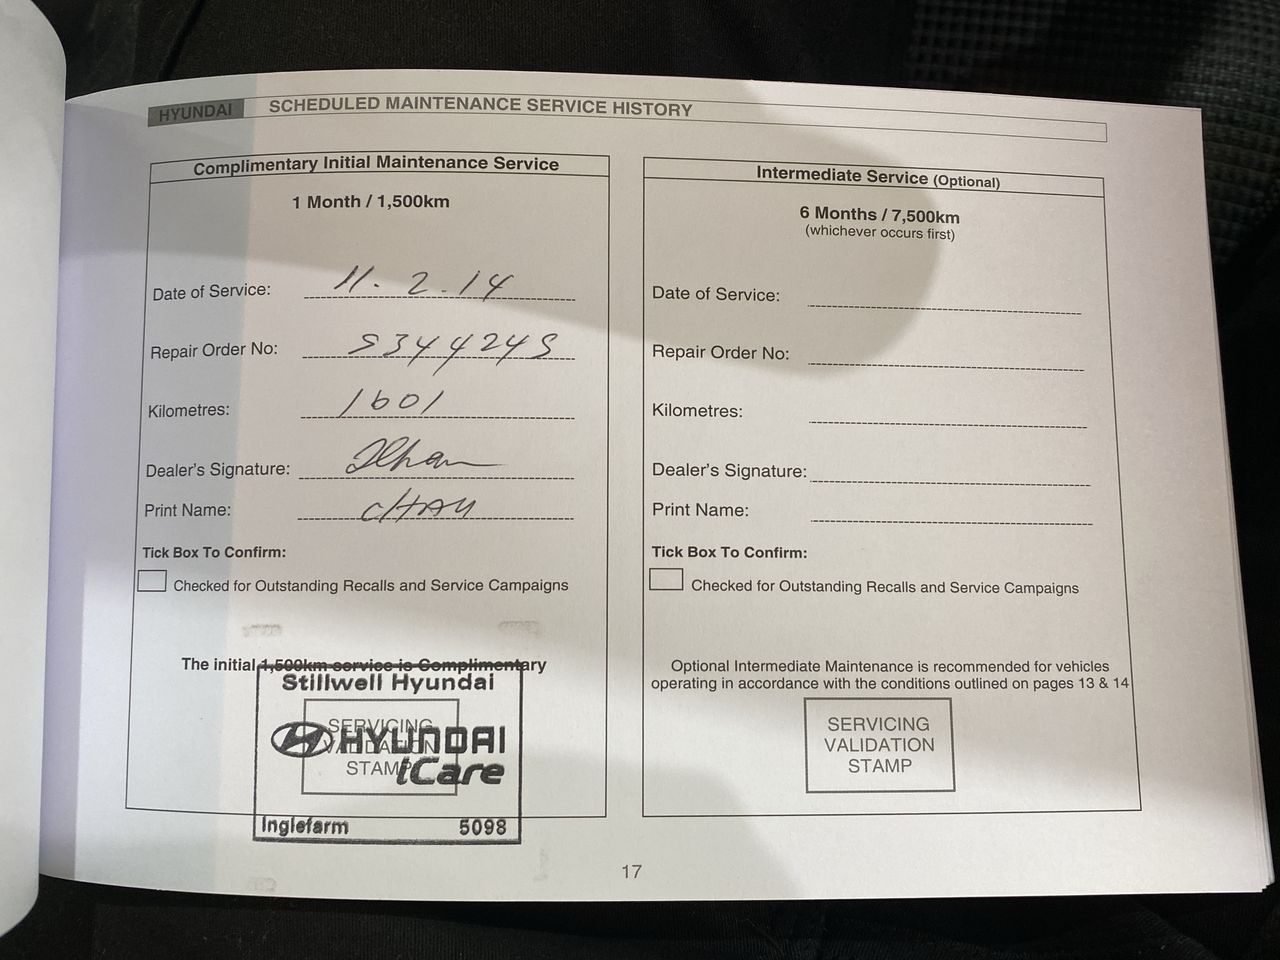 HYUNDAI SCHEDULED MAINTENANCE SERVICE HISTORY
Complimentary Initial Maintenance Service
1 Month / 1,500km
Date of Service: 11. 2. 14
Repair Order No: S34424S
Kilometres: 1601
Dealer's Signature:
Print Name:
Tick Box To Confirm:
Checked for Outstanding Recalls and Service Campaigns
The initial 1,500km service is Complimentary
Stillwell Hyundai
SERVICING
VALIDATION
STAMP
HYUNDAI
iCare
Inglefarm 5098
Intermediate Service (Optional)
6 Months / 7,500km
(whichever occurs first)
Date of Service:
Repair Order No:
Kilometres:
Dealer's Signature:
Print Name:
Tick Box To Confirm:
Checked for Outstanding Recalls and Service Campaigns
Optional Intermediate Maintenance is recommended for vehicles
operating in accordance with the conditions outlined on pages 13 & 14
SERVICING
VALIDATION
STAMP
17